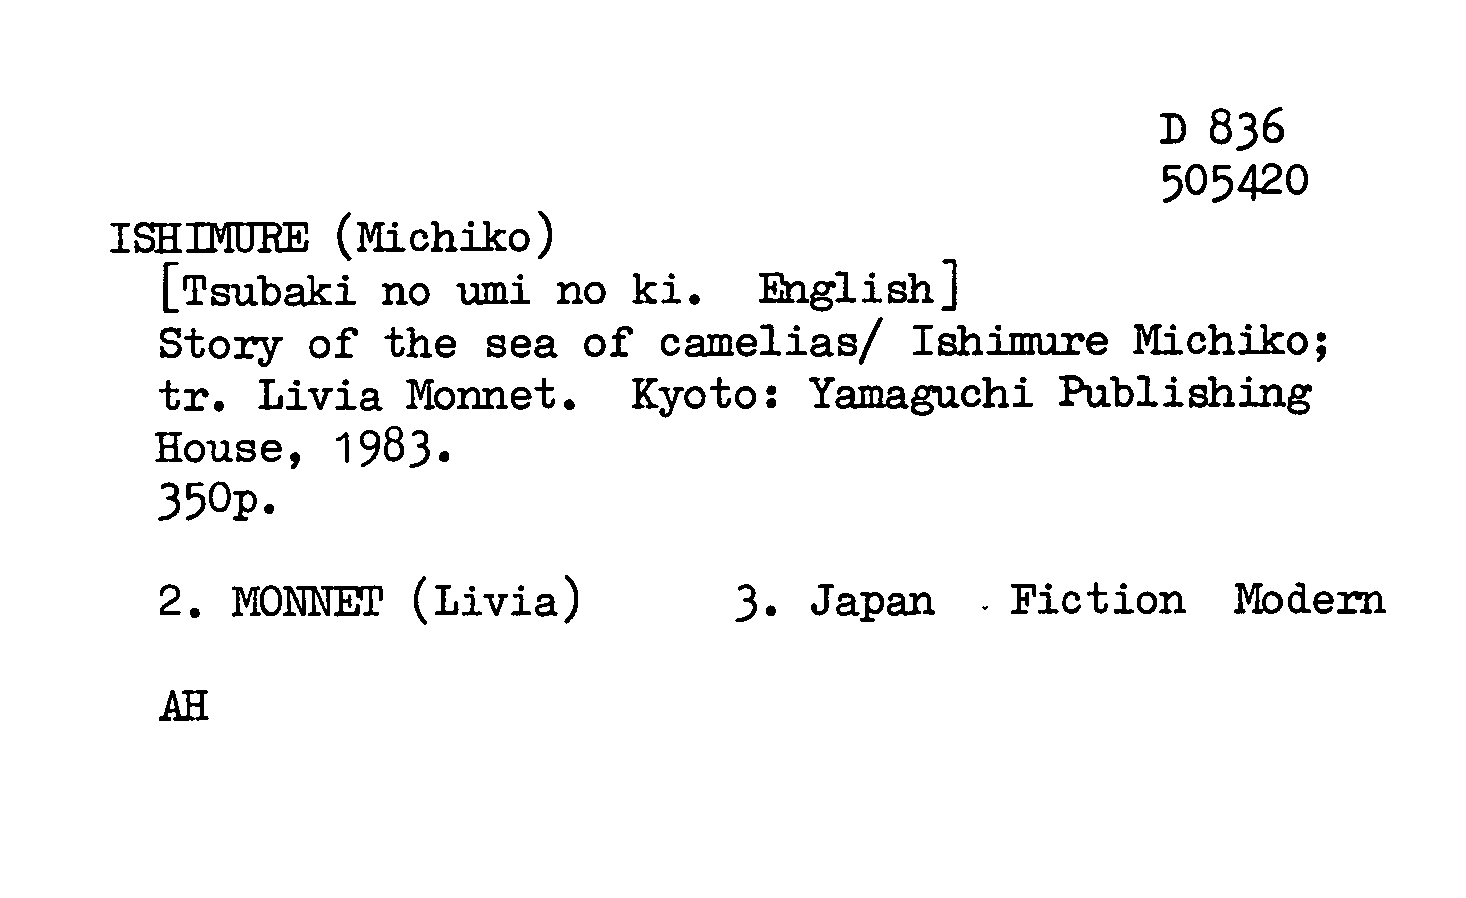 D 836
505420
ISHIMURE (Michiko)
[Tsubaki no umi no ki. English]
Story of the sea of camelias/ Ishimure Michiko;
tr. Livia Monnet. Kyoto: Yamaguchi Publishing
House, 1983.
350p.
2. MONNET (Livia) 3. Japan Fiction Modern
AH